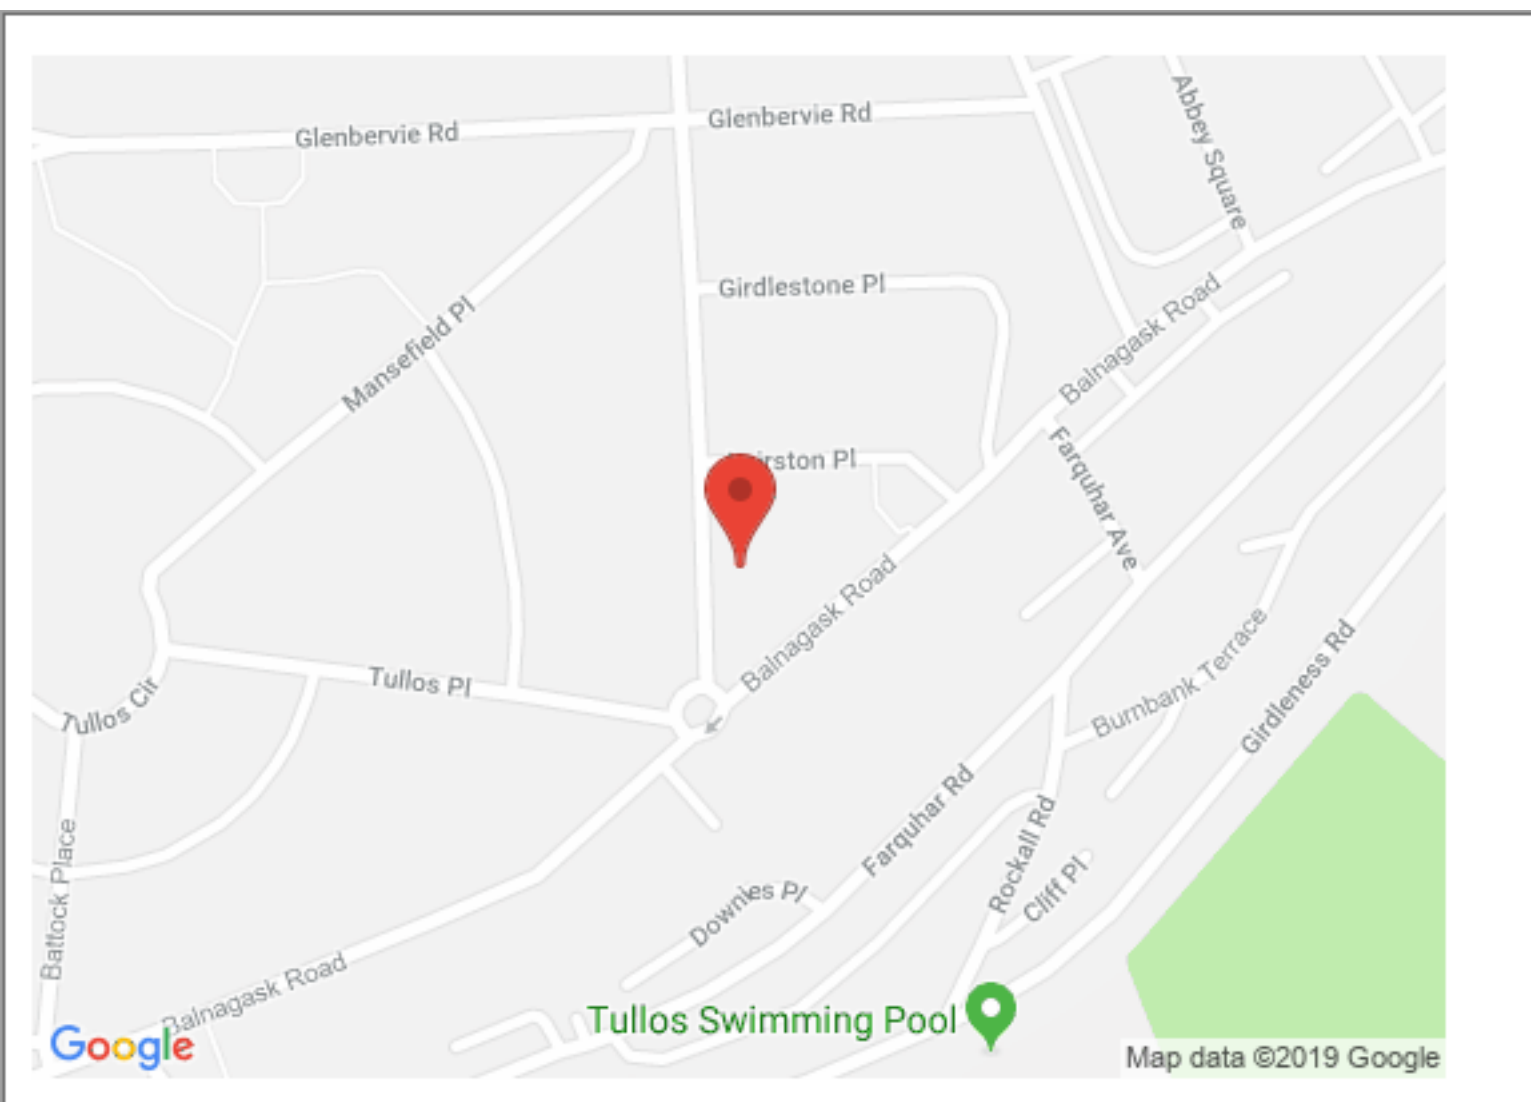 Glenbervie Rd
Glenbervie Rd
Abbey Square
Girdlestone Pl
Balnagask Road
Mansefield Pl
rston Pl
Farquhar Ave
Balnagask Road
Burnbank Terrace
Girdleness Rd
Tullos Pl
Tullos Cir
Farquhar Rd
Rockall Rd
Cliff Pl
Downies Pl
Battock Place
Balnagask Road
Tullos Swimming Pool
Google
Map data ©2019 Google